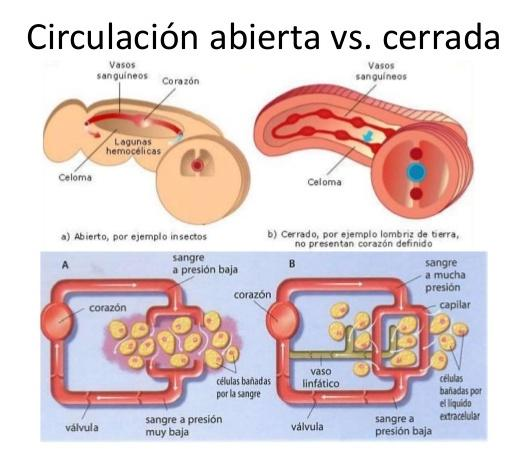 Circulación abierta vs. cerrada
Vasos
sanguíneos
Corazón
Lagunas
hemocélicas
Celoma
a) Abierto, por ejemplo insectos
Vasos
sanguíneos
Celoma
b) Cerrado, por ejemplo lombriz de tierra,
no presentan corazón definido
A
sangre
a presión baja
corazón
células bañadas
por la sangre
válvula
sangre a presión
muy baja
B
sangre
a mucha
presión
corazón
capilar
vaso
linfático
células
bañadas por
el líquido
extracelular
válvula
sangre a
presión baja